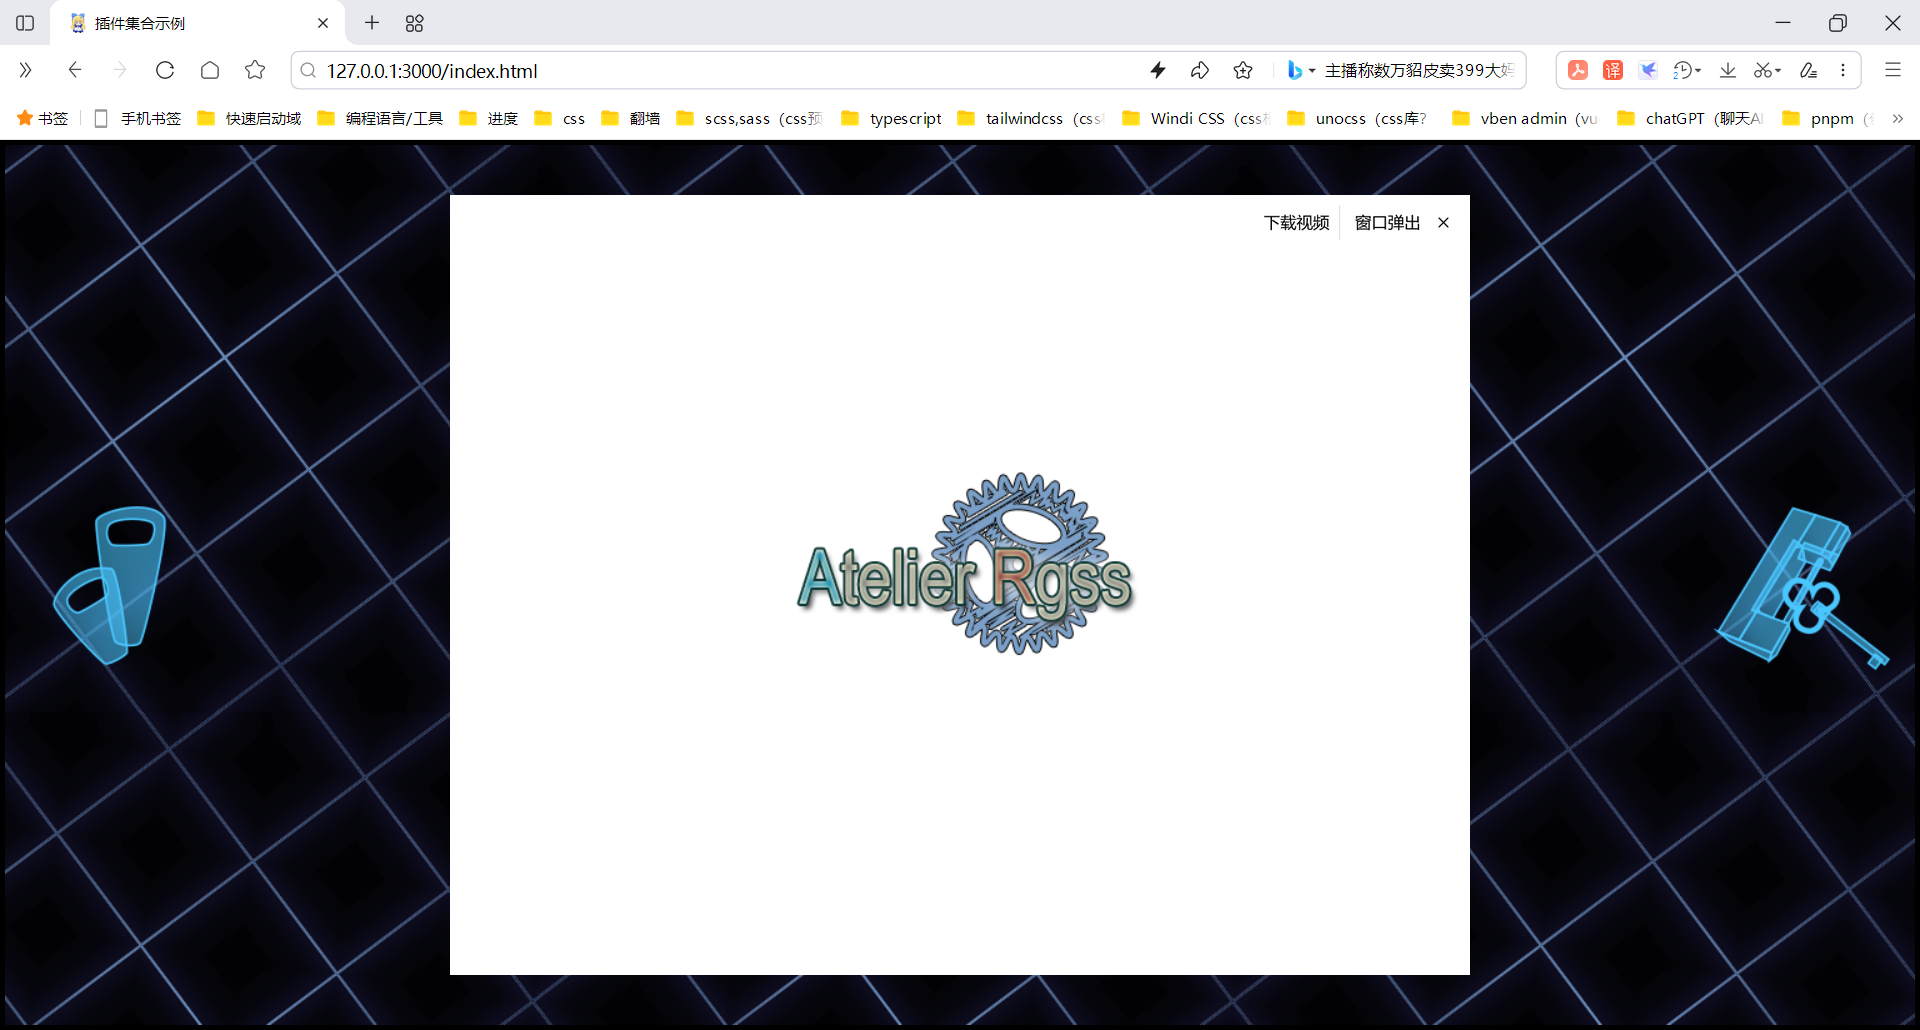 插件集合示例
127.0.0.1:3000/index.html
主播称数万貂皮卖399大妈
译
2
书签
手机书签
快速启动域
编程语言/工具
进度
css
翻墙
scss,sass（css预
typescript
tailwindcss（css
Windi CSS（css
unocss（css库?
vben admin（vu
chatGPT（聊天AI
pnpm（
下载视频
窗口弹出
Atelier Rgss